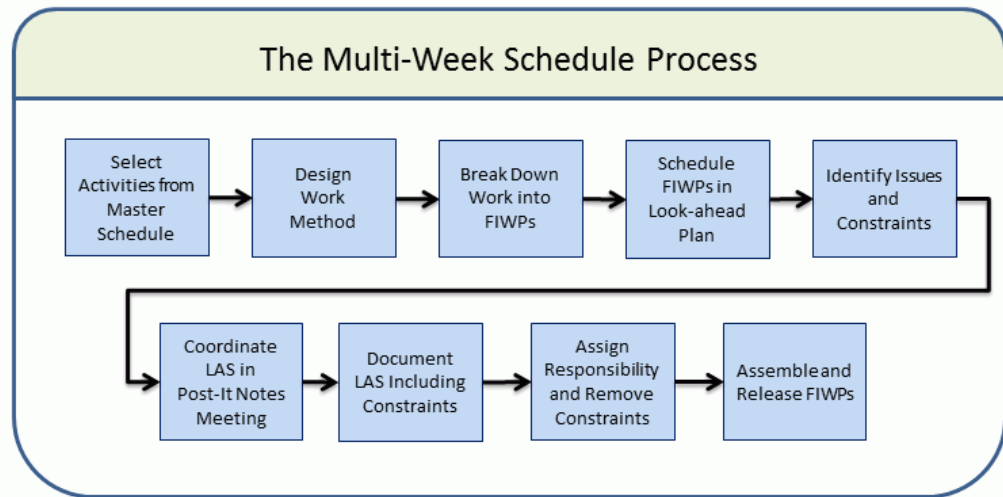 The Multi-Week Schedule Process
Select
Activities from
Master
Schedule
Design
Work
Method
Break Down
Work into
FIWPs
Schedule
FIWPs in
Look-ahead
Plan
Identify Issues
and
Constraints
Coordinate
LAS in
Post-It Notes
Meeting
Document
LAS Including
Constraints
Assign
Responsibility
and Remove
Constraints
Assemble and
Release FIWPs